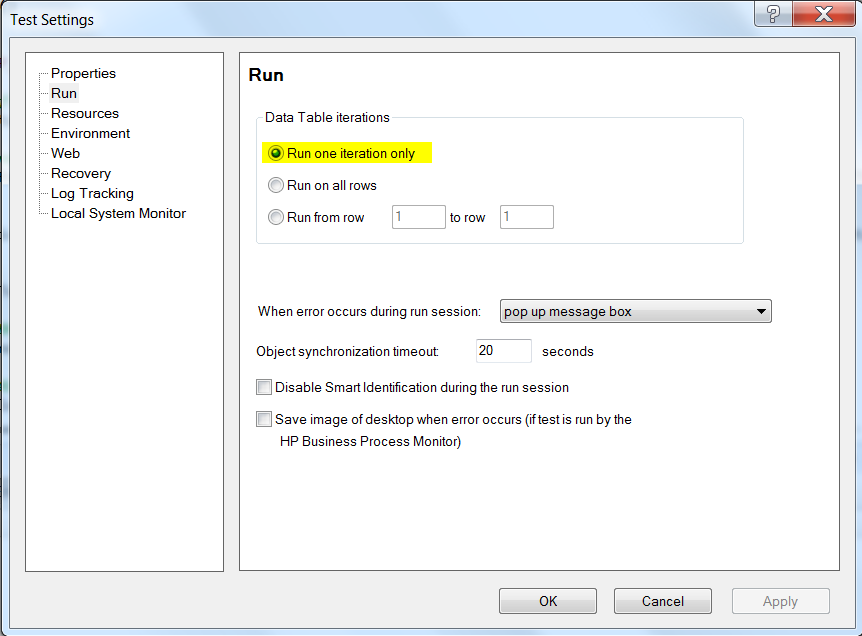 Test Settings
?
Properties
Run
Resources
Environment
Web
Recovery
Log Tracking
Local System Monitor
Run
Data Table iterations
Run one iteration only
Run on all rows
Run from row 1 to row 1
When error occurs during run session: pop up message box
Object synchronization timeout: 20 seconds
Disable Smart Identification during the run session
Save image of desktop when error occurs (if test is run by the
HP Business Process Monitor)
OK Cancel Apply